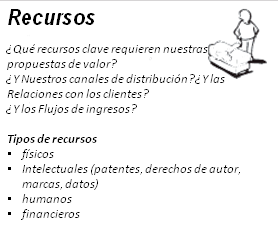 Recursos
¿Qué recursos clave requieren nuestras
propuestas de valor?
¿Y Nuestros canales de distribución?¿Y las
Relaciones con los clientes?
¿Y los Flujos de ingresos?
Tipos de recursos
▪ físicos
▪ Intelectuales (patentes, derechos de autor,
marcas, datos)
▪ humanos
▪ financieros